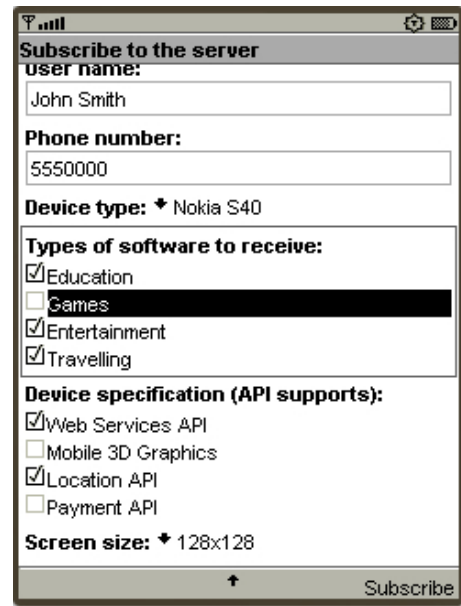 Subscribe to the server
User name:
John Smith
Phone number:
5550000
Device type: Nokia S40
Types of software to receive:
Education
Games
Entertainment
Travelling
Device specification (API supports):
Web Services API
Mobile 3D Graphics
Location API
Payment API
Screen size: 128x128
Subscribe